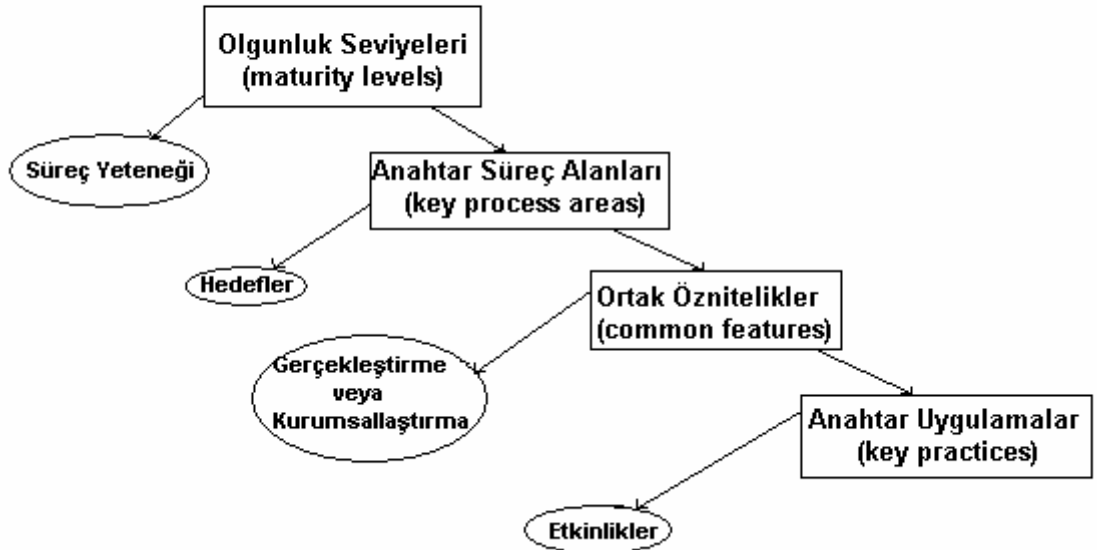 Olgunluk Seviyeleri
(maturity levels)
Süreç Yeteneği
Anahtar Süreç Alanları
(key process areas)
Hedefler
Ortak Öznitelikler
(common features)
Gerçekleştirme
veya
Kurumsallaştırma
Anahtar Uygulamalar
(key practices)
Etkinlikler